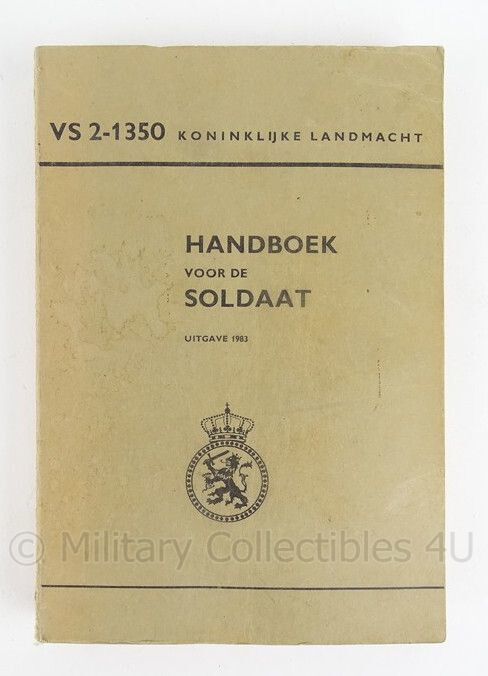 VS 2-1350 KONINKLIJKE LANDMACHT
HANDBOEK
VOOR DE
SOLDAAT
UITGAVE 1983
© Military Collectibles 4U